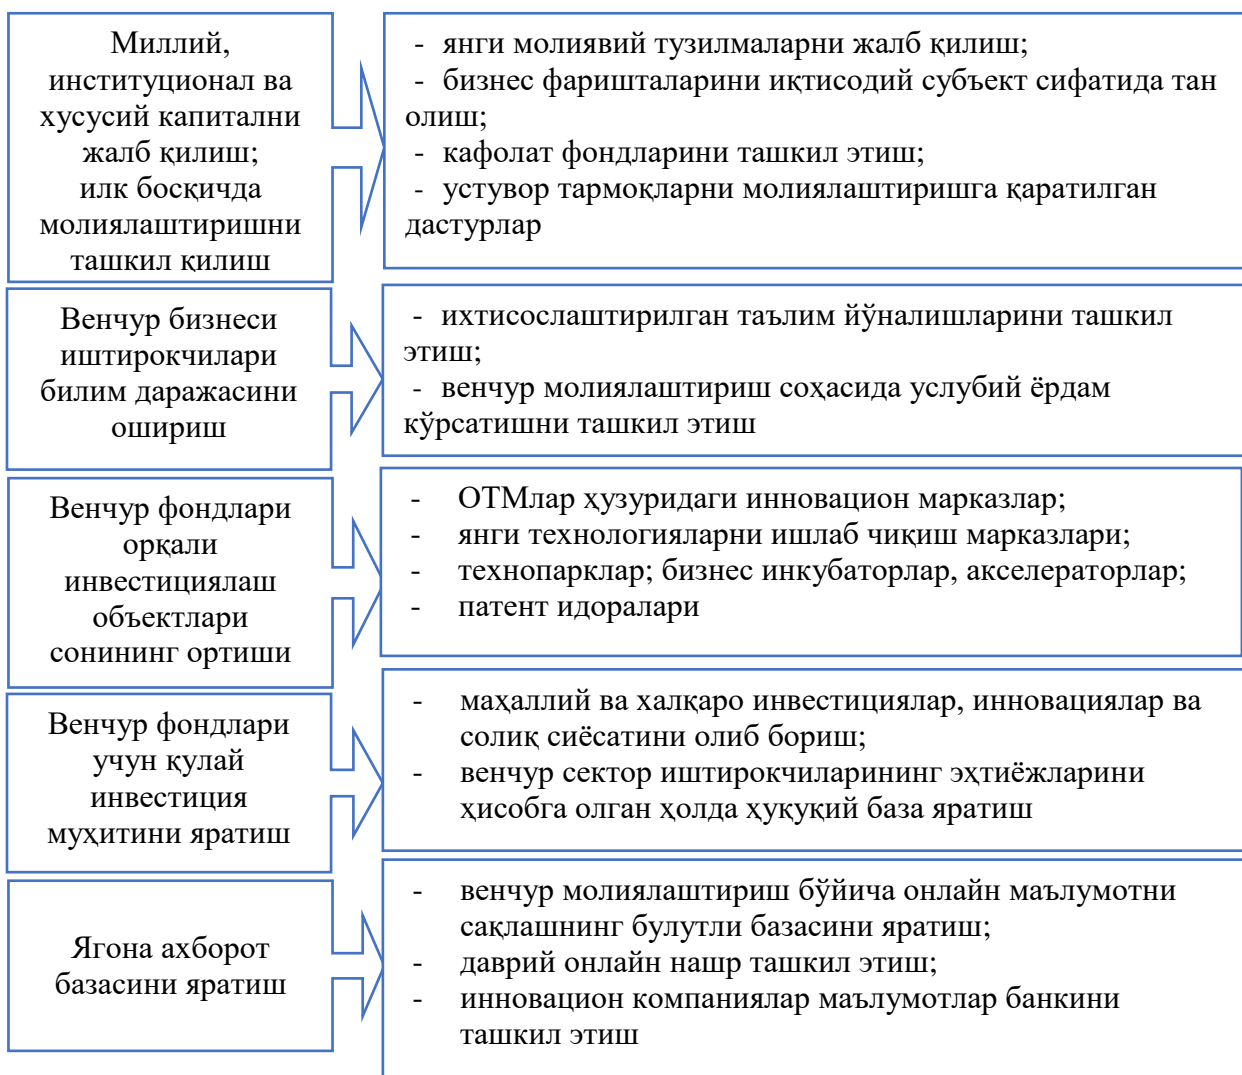 Миллий,
институционал ва
хусусий капитални
жалб қилиш;
илк босқичда
молиялаштиришни
ташкил қилиш
- янги молиявий тузилмаларни жалб қилиш;
- бизнес фаришталарини иқтисодий субъект сифатида тан
олиш;
- кафолат фондларини ташкил этиш;
- устувор тармоқларни молиялаштиришга қаратилган
дастурлар
Венчур бизнеси
иштирокчилари
билим даражасини
ошириш
- ихтисослаштирилган таълим йўналишларини ташкил
этиш;
- венчур молиялаштириш соҳасида услубий ёрдам
кўрсатишни ташкил этиш
Венчур фондлари
орқали
инвестициялаш
объектлари
сонининг ортиши
- ОТМлар ҳузуридаги инновацион марказлар;
- янги технологияларни ишлаб чиқиш марказлари;
- технопарклар; бизнес инкубаторлар, акселераторлар;
- патент идоралари
Венчур фондлари
учун қулай
инвестиция
муҳитини яратиш
- маҳаллий ва халқаро инвестициялар, инновациялар ва
солиқ сиёсатини олиб бориш;
- венчур сектор иштирокчиларининг эҳтиёжларини
ҳисобга олган ҳолда ҳуқуқий база яратиш
Ягона ахборот
базасини яратиш
- венчур молиялаштириш бўйича онлайн маълумотни
сақлашнинг булутли базасини яратиш;
- даврий онлайн нашр ташкил этиш;
- инновацион компаниялар маълумотлар банкини
ташкил этиш